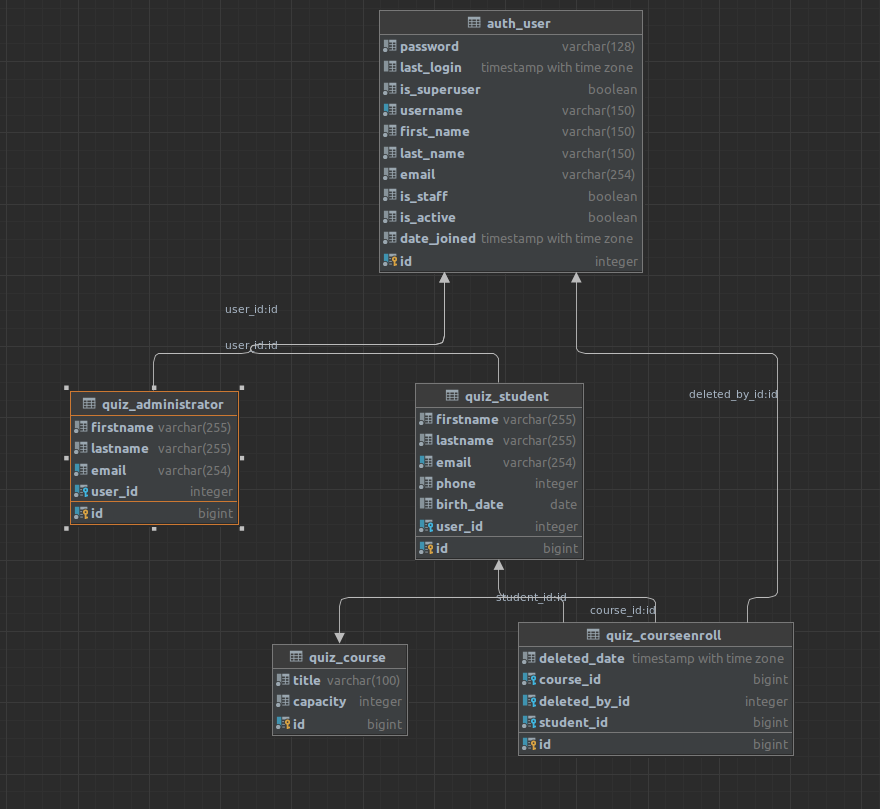 auth_user
password varchar(128)
last_login timestamp with time zone
is_superuser boolean
username varchar(150)
first_name varchar(150)
last_name varchar(150)
email varchar(254)
is_staff boolean
is_active boolean
date_joined timestamp with time zone
id integer
user_id:id
user_id:id
deleted_by_id:id
quiz_administrator
firstname varchar(255)
lastname varchar(255)
email varchar(254)
user_id integer
id bigint
quiz_student
firstname varchar(255)
lastname varchar(255)
email varchar(254)
phone integer
birth_date date
user_id integer
id bigint
student_id:id
course_id:id
quiz_course
title varchar(100)
capacity integer
id bigint
quiz_courseenroll
deleted_date timestamp with time zone
course_id bigint
deleted_by_id integer
student_id bigint
id bigint